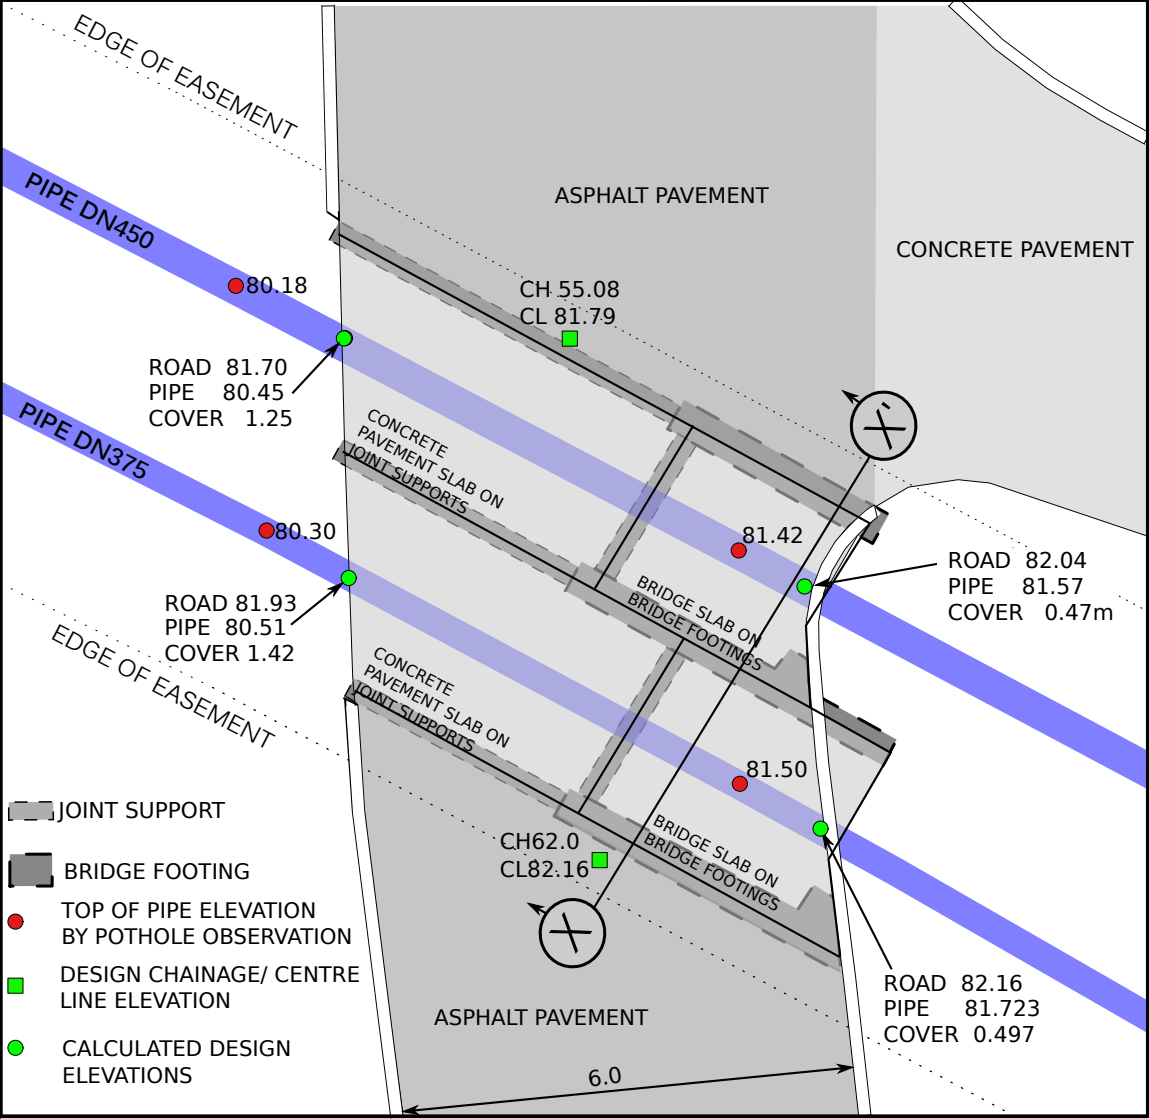 EDGE OF EASEMENT
ASPHALT PAVEMENT
PIPE DN450
CONCRETE PAVEMENT
80.18
CH 55.08
CL 81.79
ROAD 81.70
PIPE 80.45
COVER 1.25
X'
PIPE DN375
CONCRETE
PAVEMENT SLAB ON
JOINT SUPPORTS
80.30
81.42
ROAD 82.04
PIPE 81.57
COVER 0.47m
ROAD 81.93
PIPE 80.51
COVER 1.42
BRIDGE SLAB ON
BRIDGE FOOTINGS
EDGE OF EASEMENT
CONCRETE
PAVEMENT SLAB ON
JOINT SUPPORTS
81.50
JOINT SUPPORT
CH62.0
CL82.16
BRIDGE SLAB ON
BRIDGE FOOTINGS
BRIDGE FOOTING
TOP OF PIPE ELEVATION
BY POTHOLE OBSERVATION
X
DESIGN CHAINAGE/ CENTRE
LINE ELEVATION
ROAD 82.16
PIPE 81.723
COVER 0.497
ASPHALT PAVEMENT
CALCULATED DESIGN
ELEVATIONS
6.0